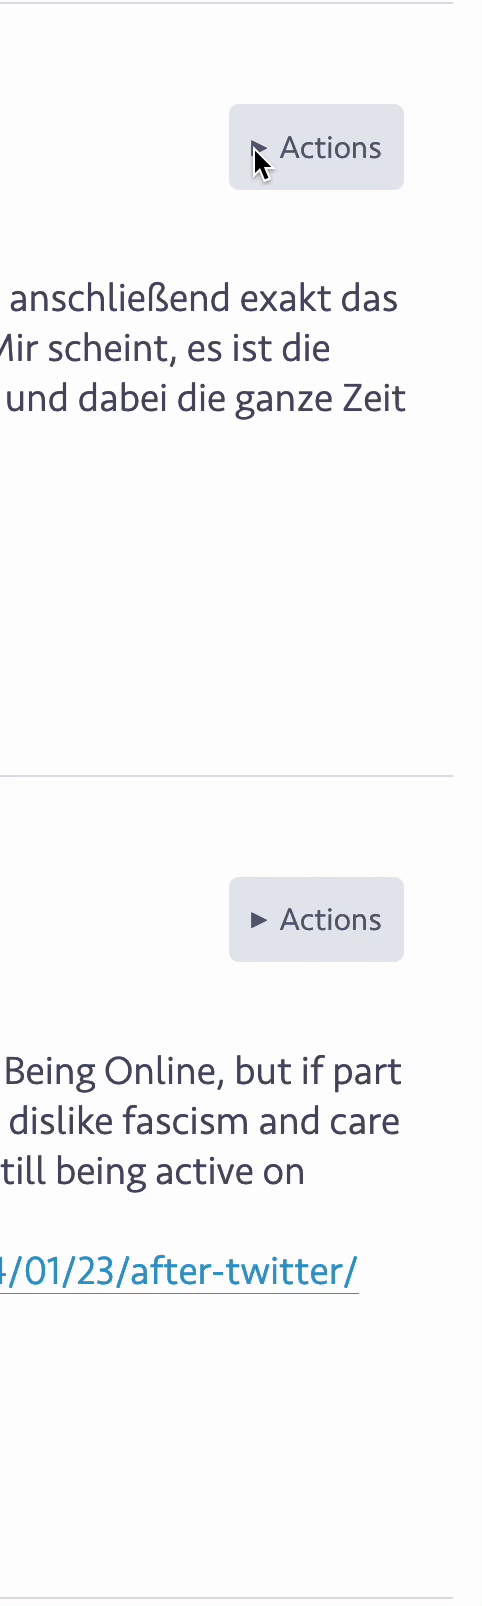 Actions
anschließend exakt das
Mir scheint, es ist die
und dabei die ganze Zeit
Actions
Being Online, but if part
dislike fascism and care
till being active on
4/01/23/after-twitter/